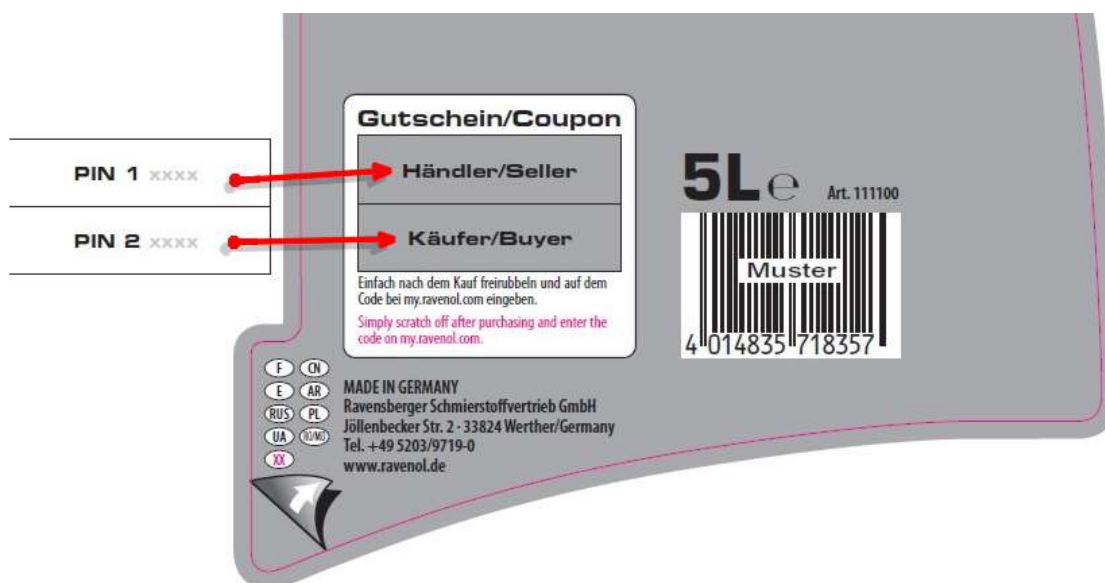 Gutschein/Coupon
PIN 1 xxxx
Händler/Seller
PIN 2 xxxx
Käufer/Buyer
Einfach nach dem Kauf freirubbeln und auf dem
Code bei my.ravenol.com eingeben.
Simply scratch off after purchasing and enter the
code on my.ravenol.com.
5L e
Art. 111100
Muster
4 014835 718357
F CN
E AR
RUS PL
UA RO/MD
XX
MADE IN GERMANY
Ravensberger Schmierstoffvertrieb GmbH
Jöllenbecker Str. 2 · 33824 Werther/Germany
Tel. +49 5203/9719-0
www.ravenol.de